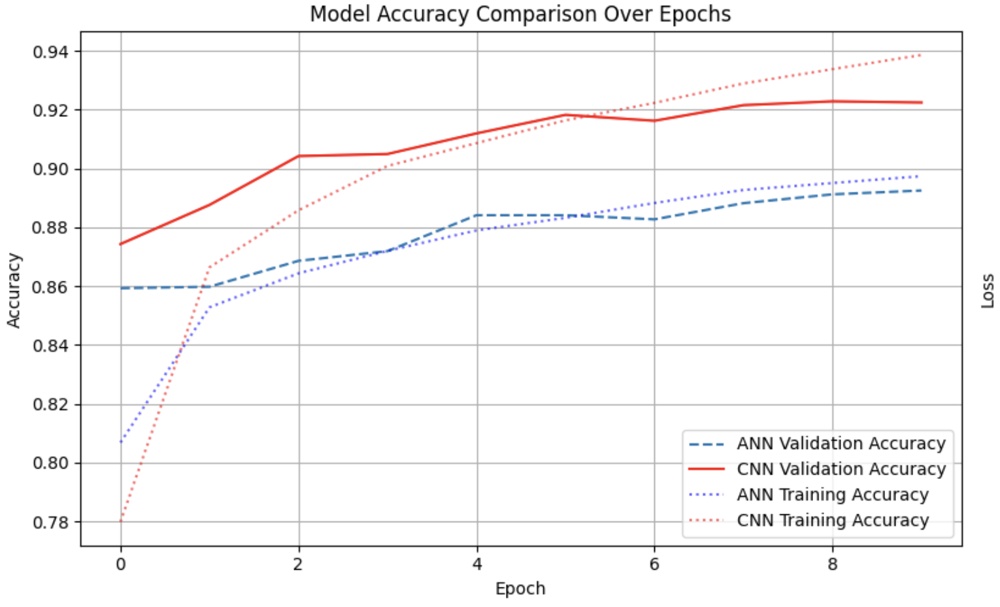 Model Accuracy Comparison Over Epochs
Accuracy
0.94
0.92
0.90
0.88
0.86
0.84
0.82
0.80
0.78
0 2 4 6 8
Epoch
Loss
ANN Validation Accuracy
CNN Validation Accuracy
ANN Training Accuracy
CNN Training Accuracy